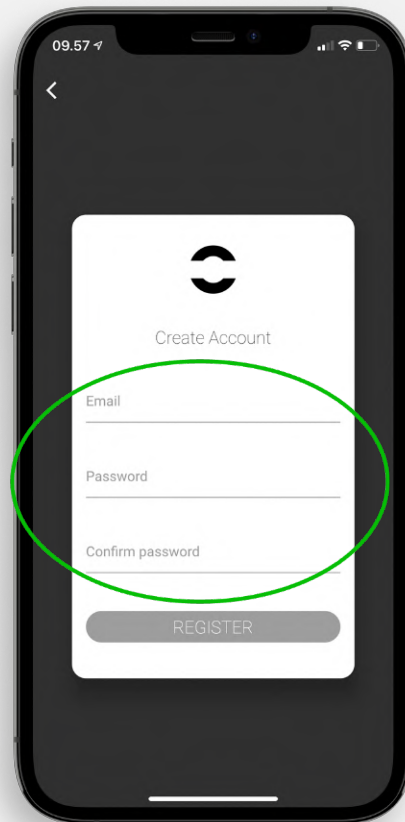 09.57
Create Account
Email
Password
Confirm password
REGISTER